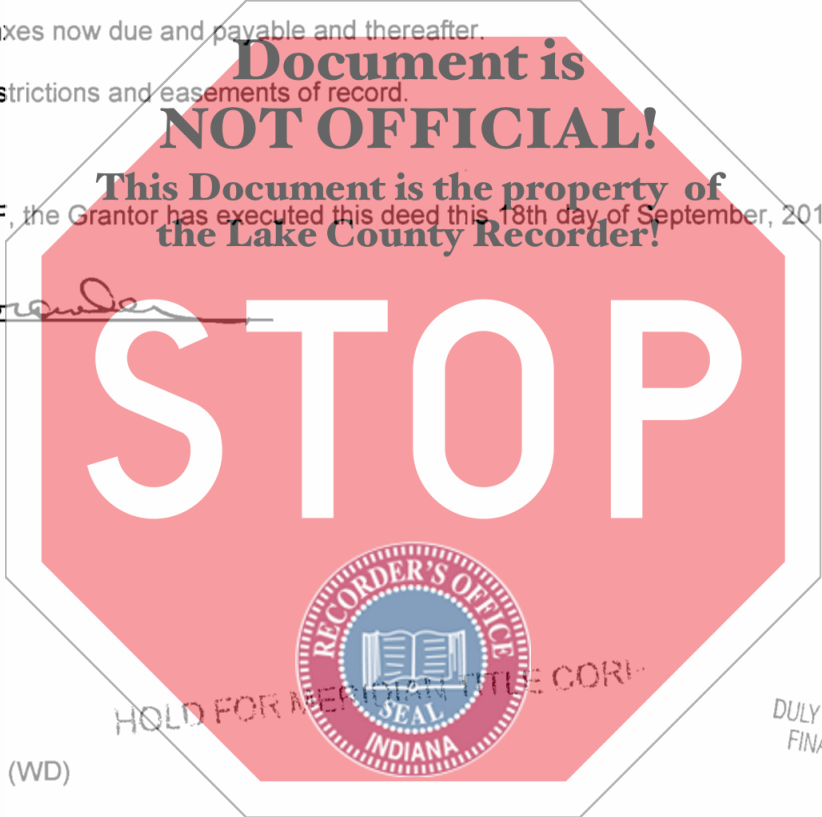 xes now due and payable and thereafter.
Document is
strictions and easements of record.
NOT OFFICIAL!
This Document is the property of
, the Grantor has executed this deed this 18th day of September, 201
the Lake County Recorder!
STOP
RECORDER'S OFFICE
SEAL
INDIANA
HOLD FOR MERIDIAN TITLE CORP
DULY
FINA
(WD)